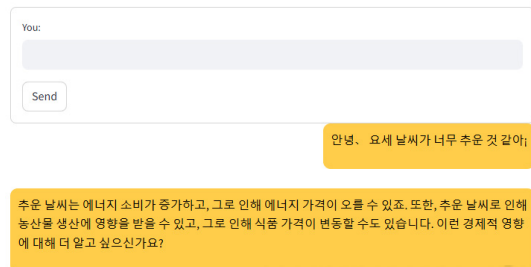 You:
Send
안녕、 요세 날씨가 너무 추운 것 같아¡
추운 날씨는 에너지 소비가 증가하고, 그로 인해 에너지 가격이 오를 수 있죠. 또한, 추운 날씨로 인해
농산물 생산에 영향을 받을 수 있고, 그로 인해 식품 가격이 변동할 수도 있습니다. 이런 경제적 영향
에 대해 더 알고 싶으신가요?